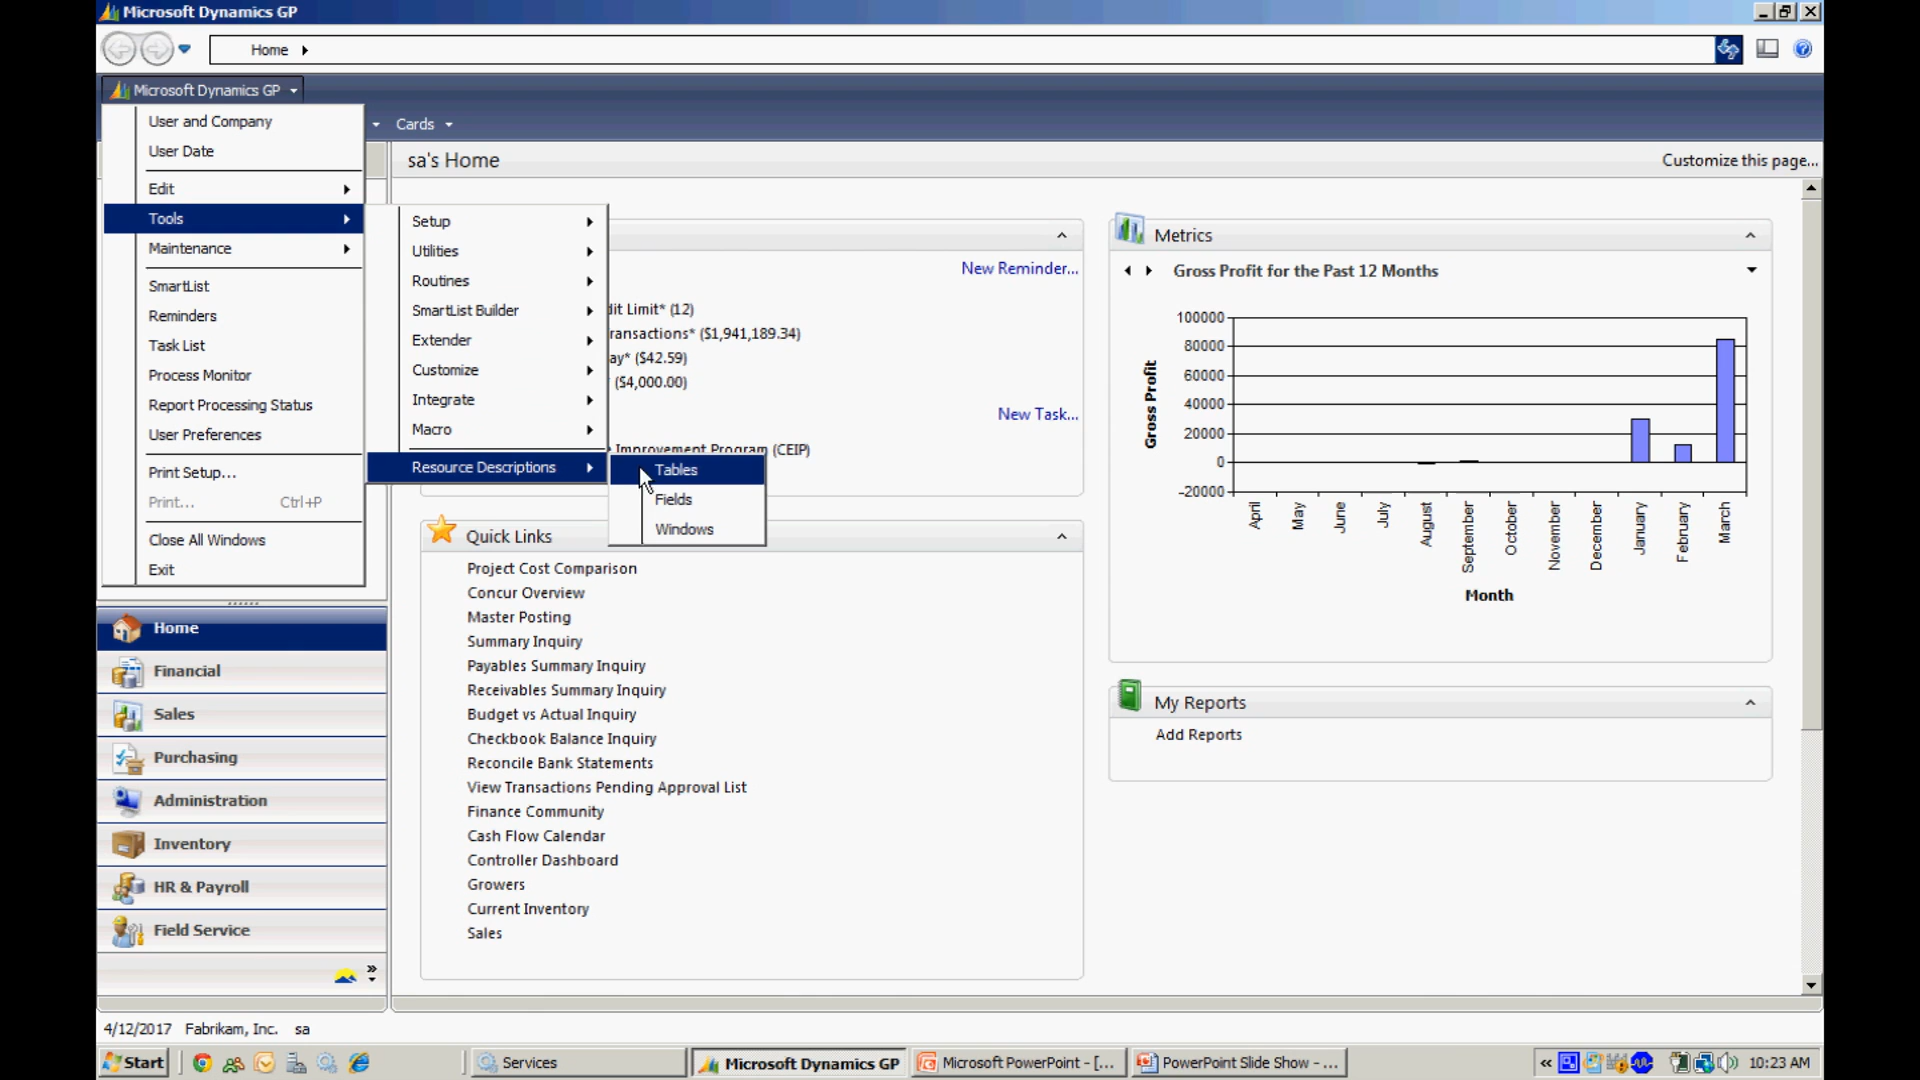 Microsoft Dynamics GP
Home
Microsoft Dynamics GP
Cards
User and Company
User Date
Edit
Tools
Maintenance
SmartList
Reminders
Task List
Process Monitor
Report Processing Status
User Preferences
Print Setup...
Print... Ctrl+P
Close All Windows
Exit
Setup
Utilities
Routines
SmartList Builder
Extender
Customize
Integrate
Macro
Resource Descriptions
Tables
Fields
Windows
sa's Home
Customize this page...
New Reminder...
dit Limit* (12)
ransactions* ($1,941,189.34)
ay* ($42.59)
* ($4,000.00)
New Task...
Improvement Program (CEIP)
Quick Links
Project Cost Comparison
Concur Overview
Master Posting
Summary Inquiry
Payables Summary Inquiry
Receivables Summary Inquiry
Budget vs Actual Inquiry
Checkbook Balance Inquiry
Reconcile Bank Statements
View Transactions Pending Approval List
Finance Community
Cash Flow Calendar
Controller Dashboard
Growers
Current Inventory
Sales
Metrics
Gross Profit for the Past 12 Months
100000
80000
60000
40000
20000
0
-20000
Gross Profit
April
May
June
July
August
September
October
November
December
January
February
March
Month
My Reports
Add Reports
Home
Financial
Sales
Purchasing
Administration
Inventory
HR & Payroll
Field Service
4/12/2017 Fabrikam, Inc. sa
Start
Services
Microsoft Dynamics GP
Microsoft PowerPoint - [...
PowerPoint Slide Show - ...
10:23 AM